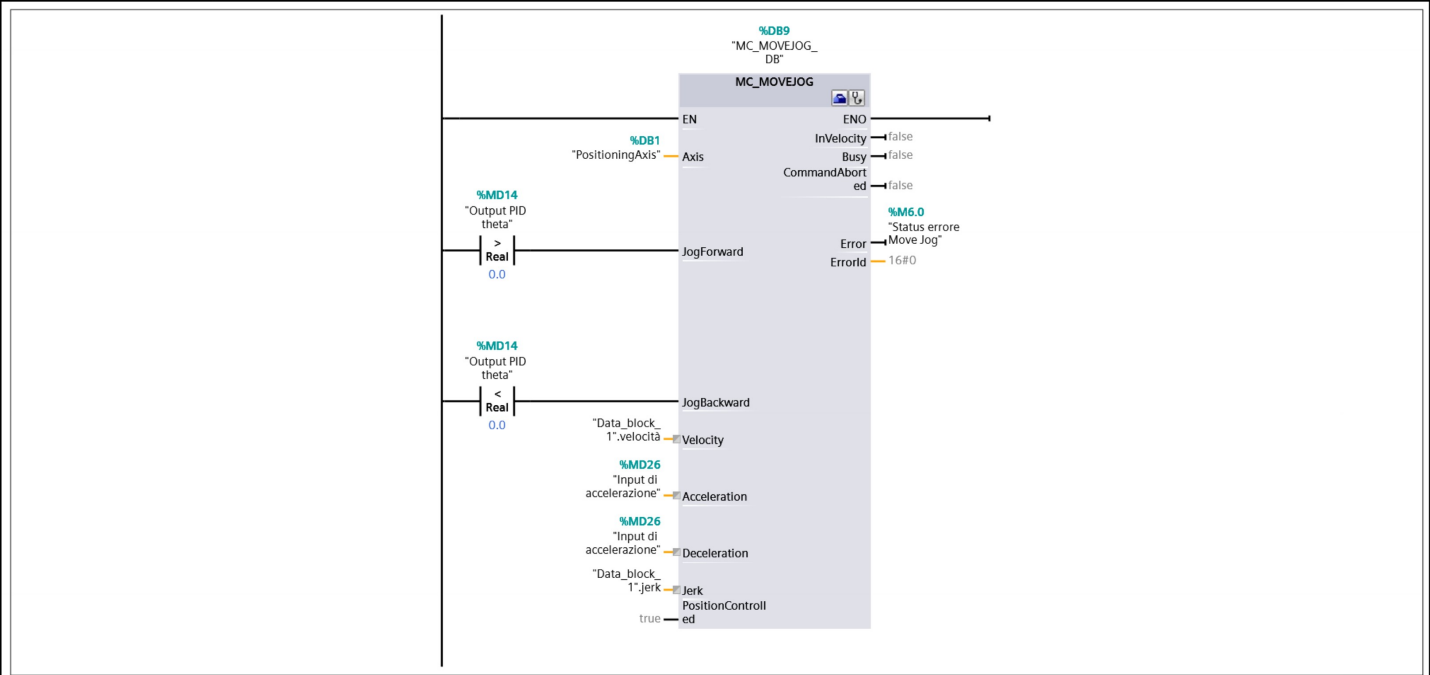 %DB9
"MC_MOVEJOG_
DB"
MC_MOVEJOG
EN
ENO
InVelocity
false
%DB1
"PositioningAxis"
Axis
Busy
false
CommandAbort
ed
false
%MD14
"Output PID
theta"
>
Real
0.0
JogForward
%M6.0
"Status errore
Move Jog"
Error
ErrorId
16#0
%MD14
"Output PID
theta"
<
Real
0.0
JogBackward
"Data_block_
1".velocità
Velocity
%MD26
"Input di
accelerazione"
Acceleration
%MD26
"Input di
accelerazione"
Deceleration
"Data_block_
1".jerk
Jerk
PositionControll
ed
true